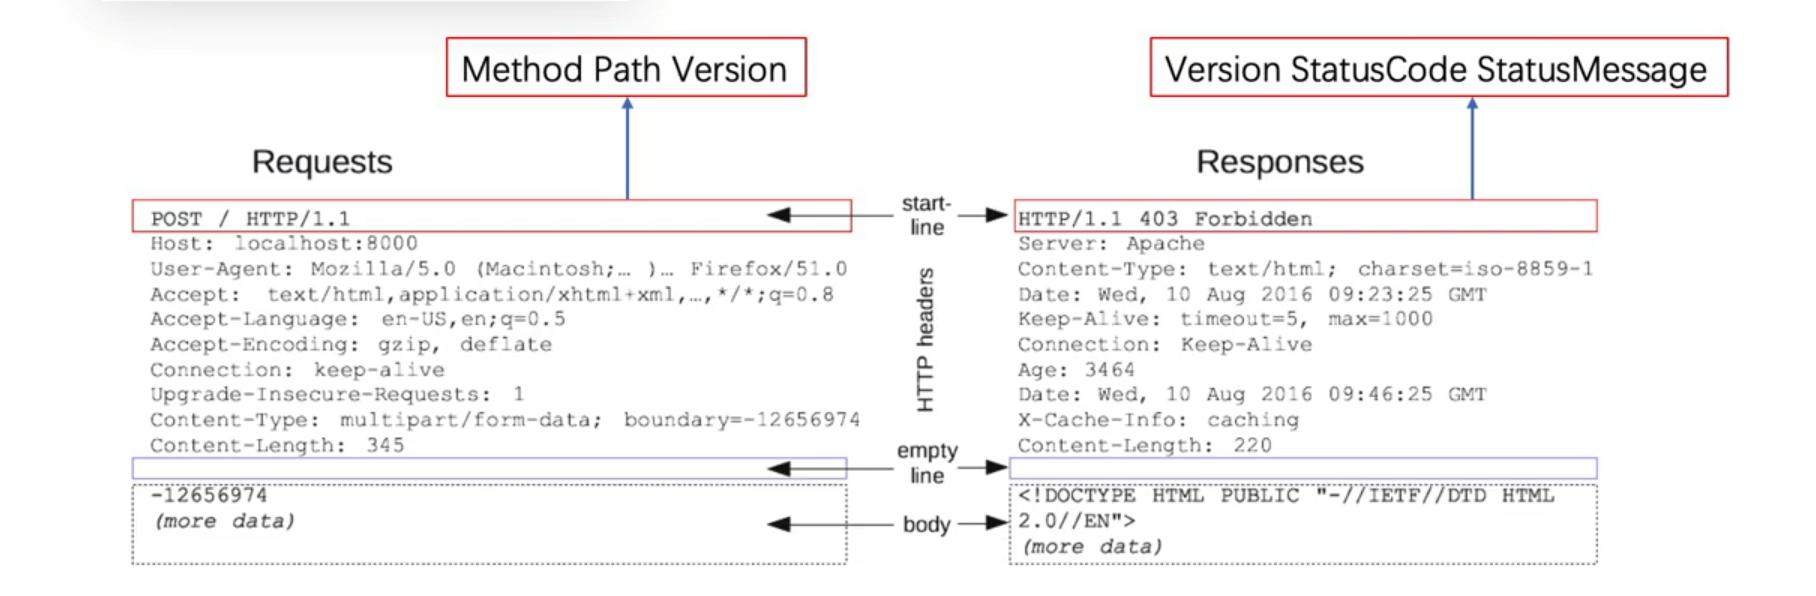 Method Path Version
Version StatusCode StatusMessage
Requests
Responses
POST / HTTP/1.1
Host: localhost:8000
User-Agent: Mozilla/5.0 (Macintosh;… )… Firefox/51.0
Accept: text/html,application/xhtml+xml,…,*/*;q=0.8
Accept-Language: en-US,en;q=0.5
Accept-Encoding: gzip, deflate
Connection: keep-alive
Upgrade-Insecure-Requests: 1
Content-Type: multipart/form-data; boundary=-12656974
Content-Length: 345
-12656974
(more data)
start-
line
HTTP headers
empty
line
body
HTTP/1.1 403 Forbidden
Server: Apache
Content-Type: text/html; charset=iso-8859-1
Date: Wed, 10 Aug 2016 09:23:25 GMT
Keep-Alive: timeout=5, max=1000
Connection: Keep-Alive
Age: 3464
Date: Wed, 10 Aug 2016 09:46:25 GMT
X-Cache-Info: caching
Content-Length: 220
<!DOCTYPE HTML PUBLIC "-//IETF//DTD HTML
2.0//EN">
(more data)